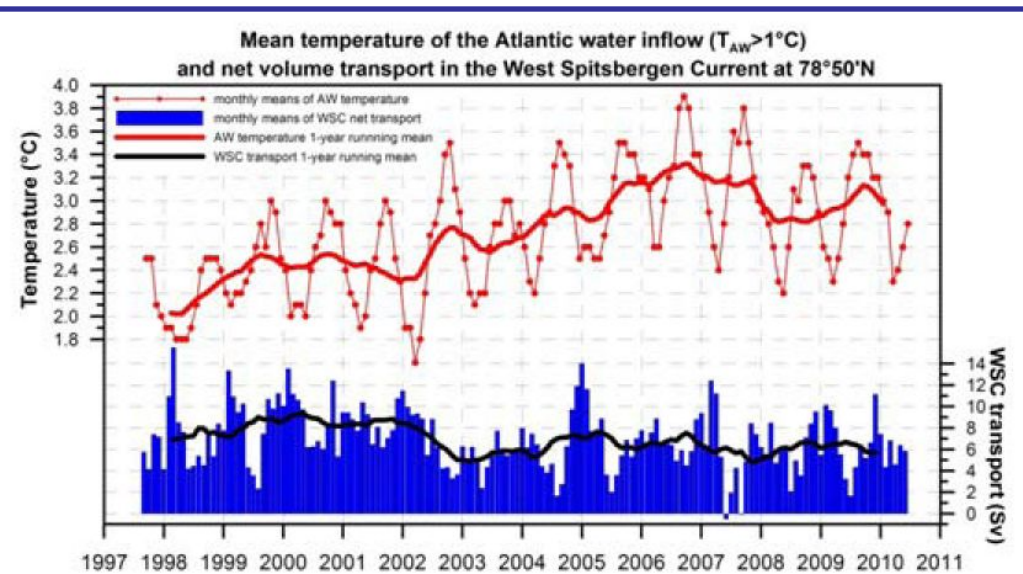 Mean temperature of the Atlantic water inflow (T_AW>1°C)
and net volume transport in the West Spitsbergen Current at 78°50'N
monthly means of AW temperature
monthly means of WSC net transport
AW temperature 1-year runnning mean
WSC transport 1-year running mean
Temperature (°C)
4.0
3.8
3.6
3.4
3.2
3.0
2.8
2.6
2.4
2.2
2.0
1.8
WSC transport (Sv)
14
12
10
8
6
4
2
0
1997 1998 1999 2000 2001 2002 2003 2004 2005 2006 2007 2008 2009 2010 2011